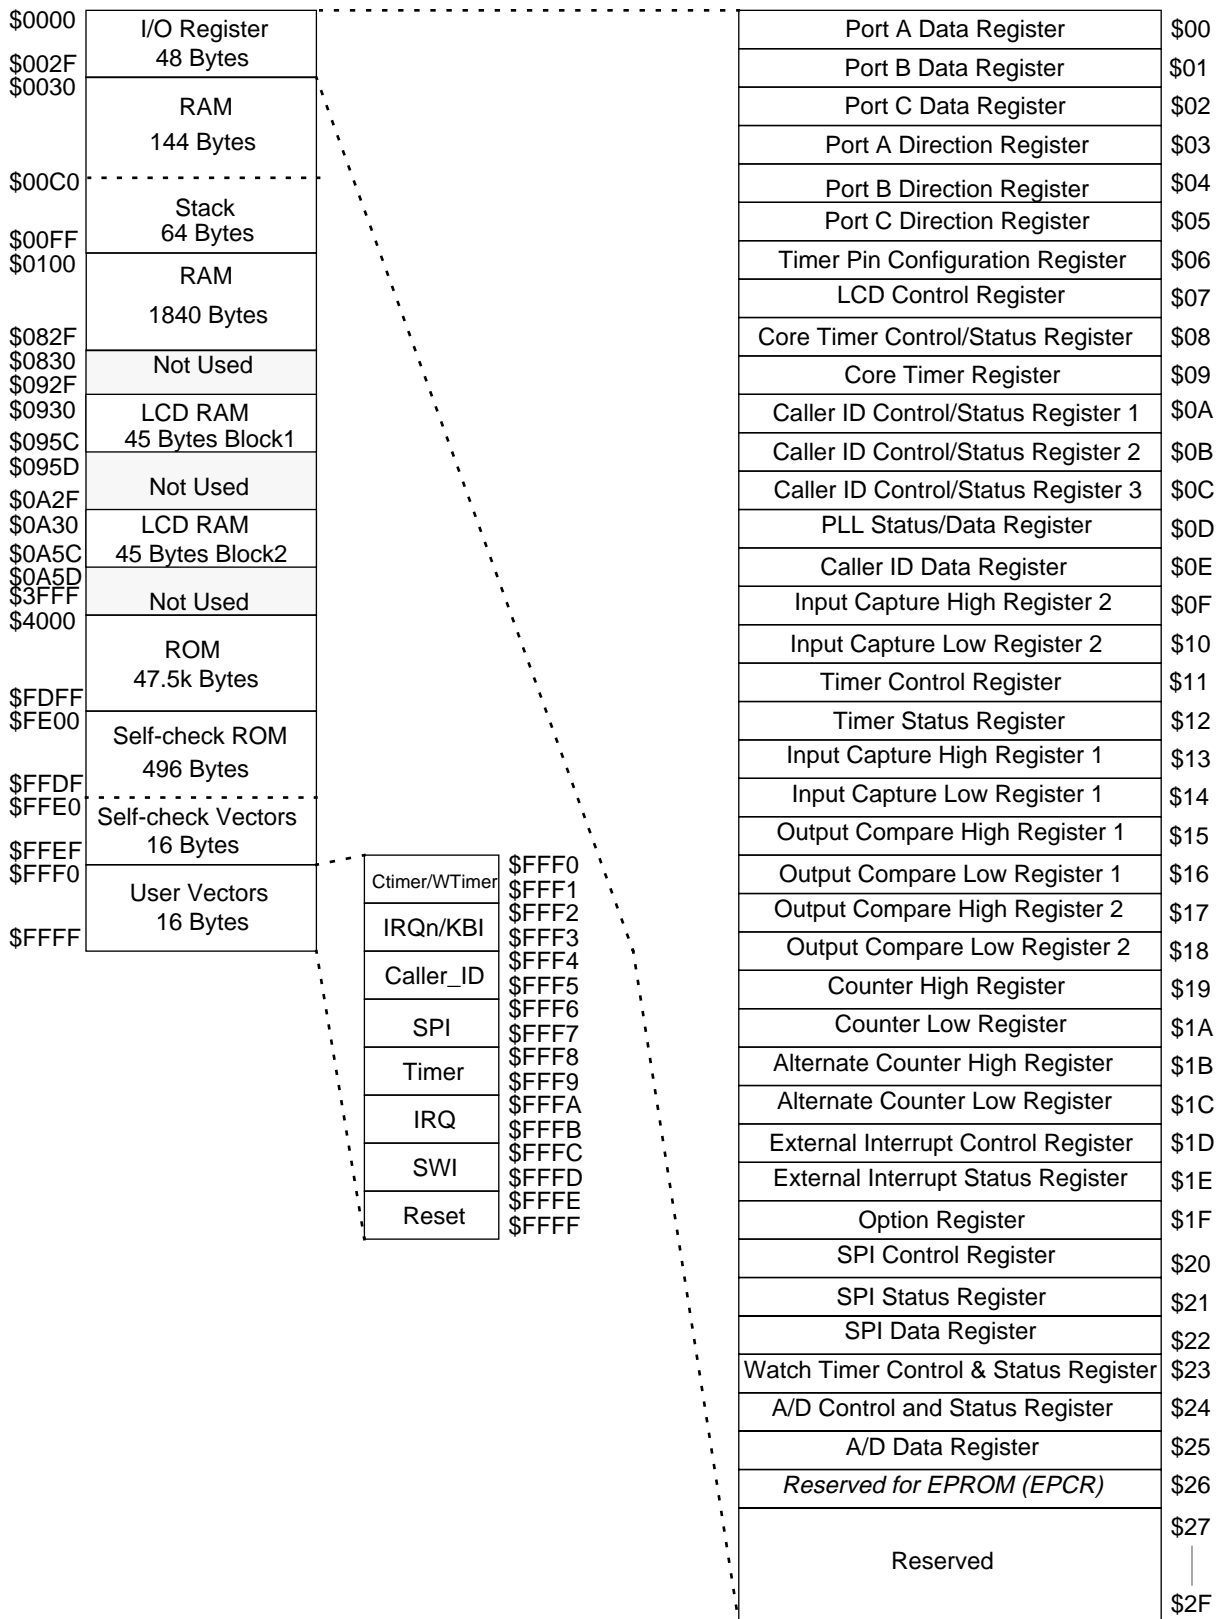 $0000
I/O Register
48 Bytes
$002F
$0030
RAM
144 Bytes
$00C0
Stack
64 Bytes
$00FF
$0100
RAM
1840 Bytes
$082F
$0830
Not Used
$092F
$0930
LCD RAM
45 Bytes Block1
$095C
$095D
Not Used
$0A2F
$0A30
LCD RAM
45 Bytes Block2
$0A5C
$0A5D
$3FFF
Not Used
$4000
ROM
47.5k Bytes
$FDFF
$FE00
Self-check ROM
496 Bytes
$FFDF
$FFE0
Self-check Vectors
16 Bytes
$FFEF
$FFF0
User Vectors
16 Bytes
$FFFF
Ctimer/WTimer
$FFF0
$FFF1
IRQn/KBI
$FFF2
$FFF3
Caller_ID
$FFF4
$FFF5
SPI
$FFF6
$FFF7
Timer
$FFF8
$FFF9
IRQ
$FFFA
$FFFB
SWI
$FFFC
$FFFD
Reset
$FFFE
$FFFF
Port A Data Register $00
Port B Data Register $01
Port C Data Register $02
Port A Direction Register $03
Port B Direction Register $04
Port C Direction Register $05
Timer Pin Configuration Register $06
LCD Control Register $07
Core Timer Control/Status Register $08
Core Timer Register $09
Caller ID Control/Status Register 1 $0A
Caller ID Control/Status Register 2 $0B
Caller ID Control/Status Register 3 $0C
PLL Status/Data Register $0D
Caller ID Data Register $0E
Input Capture High Register 2 $0F
Input Capture Low Register 2 $10
Timer Control Register $11
Timer Status Register $12
Input Capture High Register 1 $13
Input Capture Low Register 1 $14
Output Compare High Register 1 $15
Output Compare Low Register 1 $16
Output Compare High Register 2 $17
Output Compare Low Register 2 $18
Counter High Register $19
Counter Low Register $1A
Alternate Counter High Register $1B
Alternate Counter Low Register $1C
External Interrupt Control Register $1D
External Interrupt Status Register $1E
Option Register $1F
SPI Control Register $20
SPI Status Register $21
SPI Data Register $22
Watch Timer Control & Status Register $23
A/D Control and Status Register $24
A/D Data Register $25
Reserved for EPROM (EPCR) $26
$27
Reserved
$2F